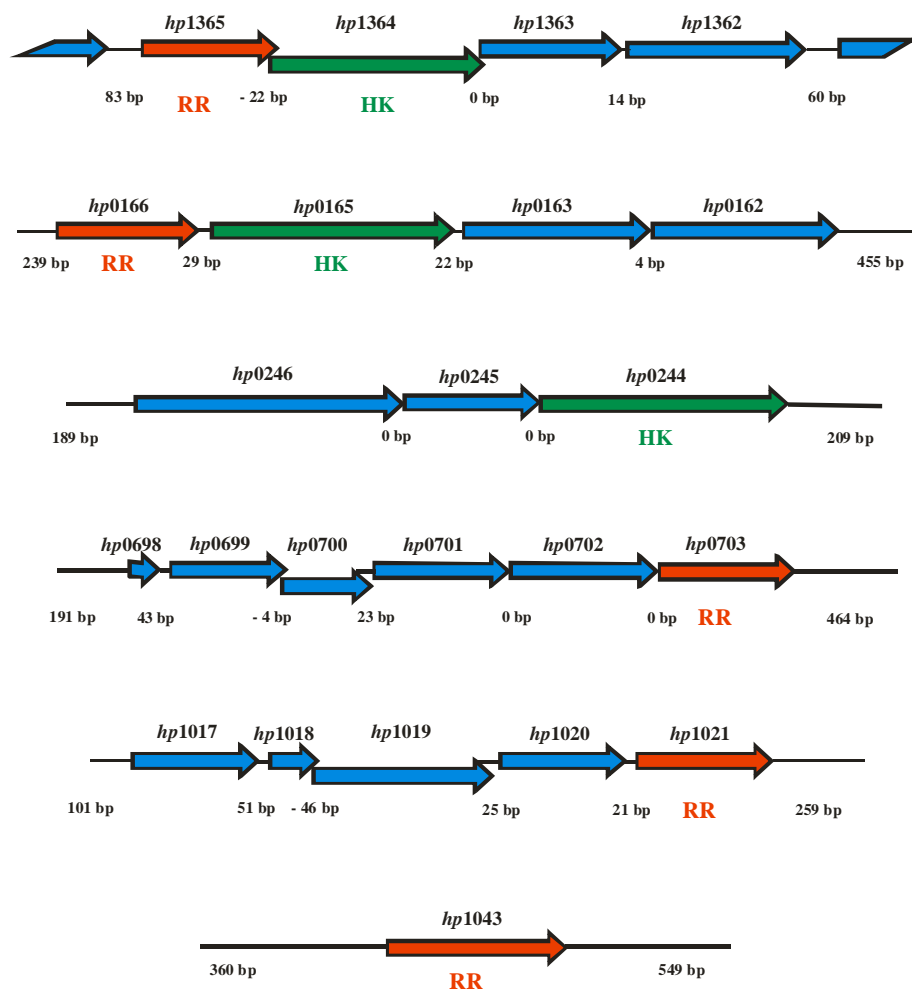 hp1365 hp1364 hp1363 hp1362
83 bp RR - 22 bp HK 0 bp 14 bp 60 bp
hp0166 hp0165 hp0163 hp0162
239 bp RR 29 bp HK 22 bp 4 bp 455 bp
hp0246 hp0245 hp0244
189 bp 0 bp 0 bp HK 209 bp
hp0698 hp0699 hp0700 hp0701 hp0702 hp0703
191 bp 43 bp - 4 bp 23 bp 0 bp 0 bp RR 464 bp
hp1017 hp1018 hp1019 hp1020 hp1021
101 bp 51 bp - 46 bp 25 bp 21 bp RR 259 bp
hp1043
360 bp RR 549 bp